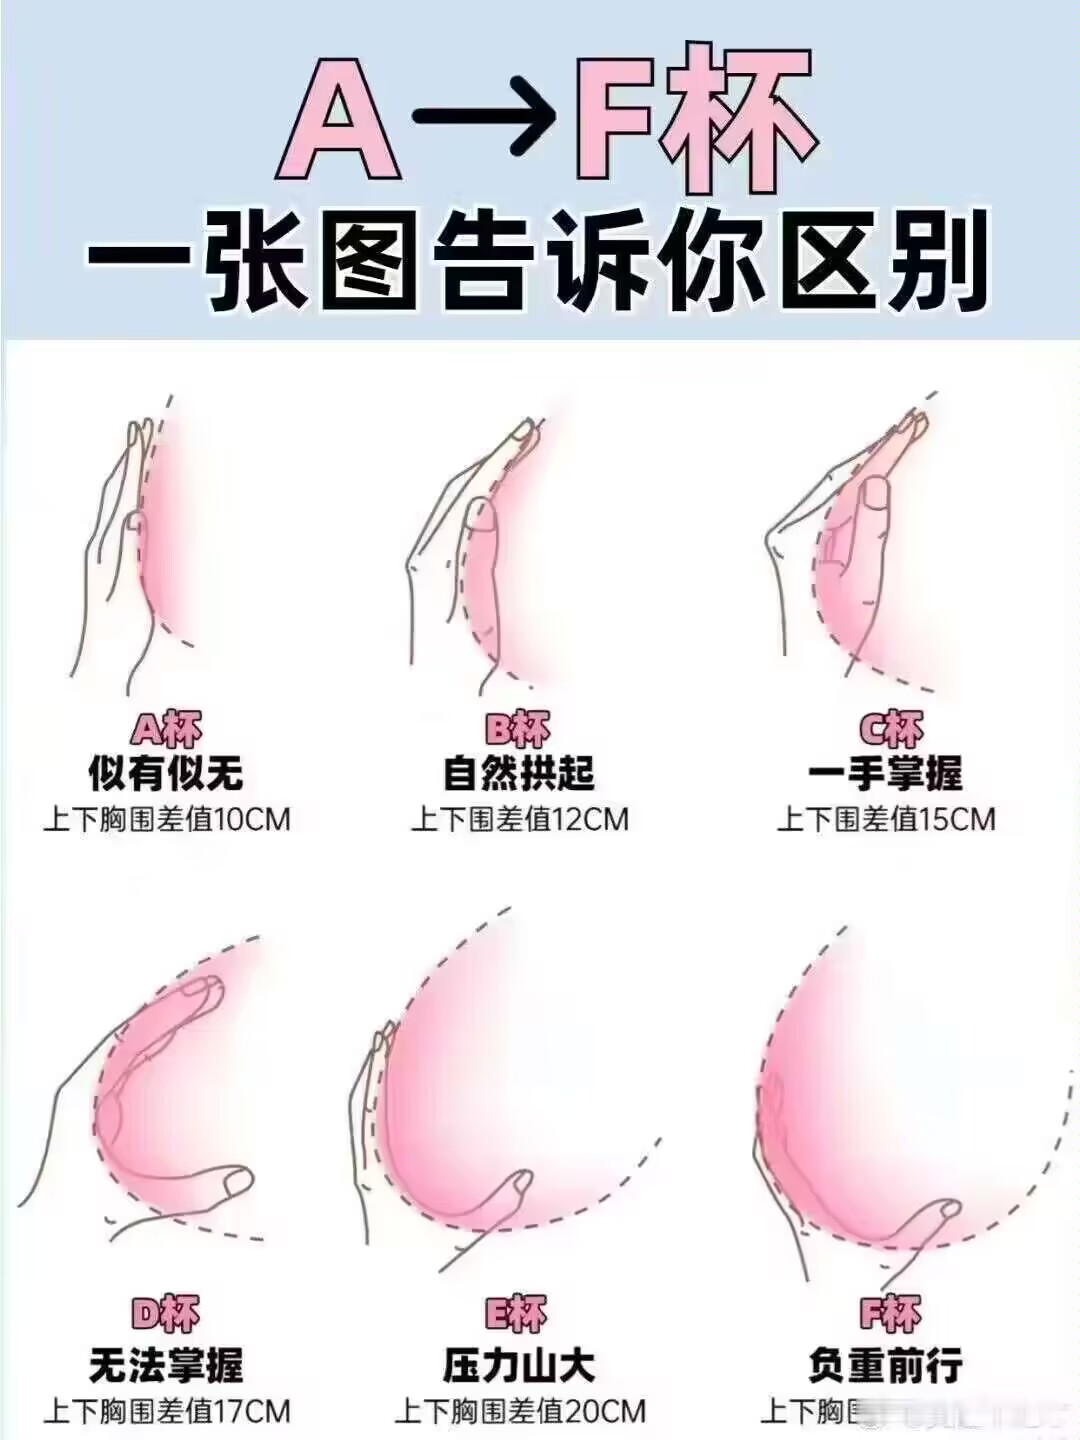 A→F杯
一张图告诉你区别
A杯
似有似无
上下胸围差值10CM
B杯
自然拱起
上下围差值12CM
C杯
一手掌握
上下围差值15CM
D杯
无法掌握
上下胸围差值17CM
E杯
压力山大
上下胸围差值20CM
F杯
负重前行
上下胸